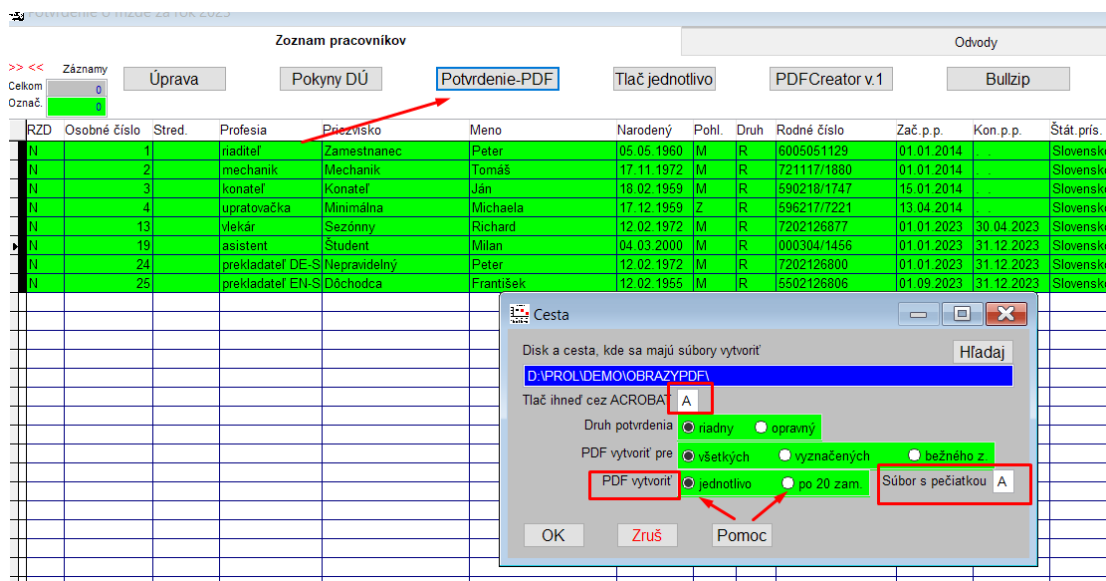 Potvrdenie o mzde za rok 2023
Zoznam pracovníkov Odvody
>> << Záznamy
Celkom 0
Označ. 0
Úprava Pokyny DÚ Potvrdenie-PDF Tlač jednotlivo PDFCreator v.1 Bullzip
RZD Osobné číslo Stred. Profesia Priezvisko Meno Narodený Pohl. Druh Rodné číslo Zač.p.p. Kon.p.p. Štát.prís.
N 1 riaditeľ Zamestnanec Peter 05.05.1960 M R 6005051129 01.01.2014 . . Slovensk
N 2 mechanik Mechanik Tomáš 17.11.1972 M R 721117/1880 01.01.2014 . . Slovensk
N 3 konateľ Konateľ Ján 18.02.1959 M R 590218/1747 15.01.2014 . . Slovensk
N 4 upratovačka Minimálna Michaela 17.12.1959 Z R 596217/7221 13.04.2014 . . Slovensk
N 13 vlekár Sezónny Richard 12.02.1972 M R 7202126877 01.01.2023 30.04.2023 Slovensk
N 19 asistent Študent Milan 04.03.2000 M R 000304/1456 01.01.2023 31.12.2023 Slovensk
N 24 prekladateľ DE-S Nepravidelný Peter 12.02.1972 M R 7202126800 01.01.2023 31.12.2023 Slovensk
N 25 prekladateľ EN-S Dôchodca František 12.02.1955 M R 5502126806 01.09.2023 31.12.2023 Slovensk
Cesta
Disk a cesta, kde sa majú súbory vytvoriť Hľadaj
D:\PROL\DEMO\OBRAZYPDF\
Tlač ihneď cez ACROBAT A
Druh potvrdenia riadny opravný
PDF vytvoriť pre všetkých vyznačených bežného z.
PDF vytvoriť jednotlivo po 20 zam. Súbor s pečiatkou A
OK Zruš Pomoc